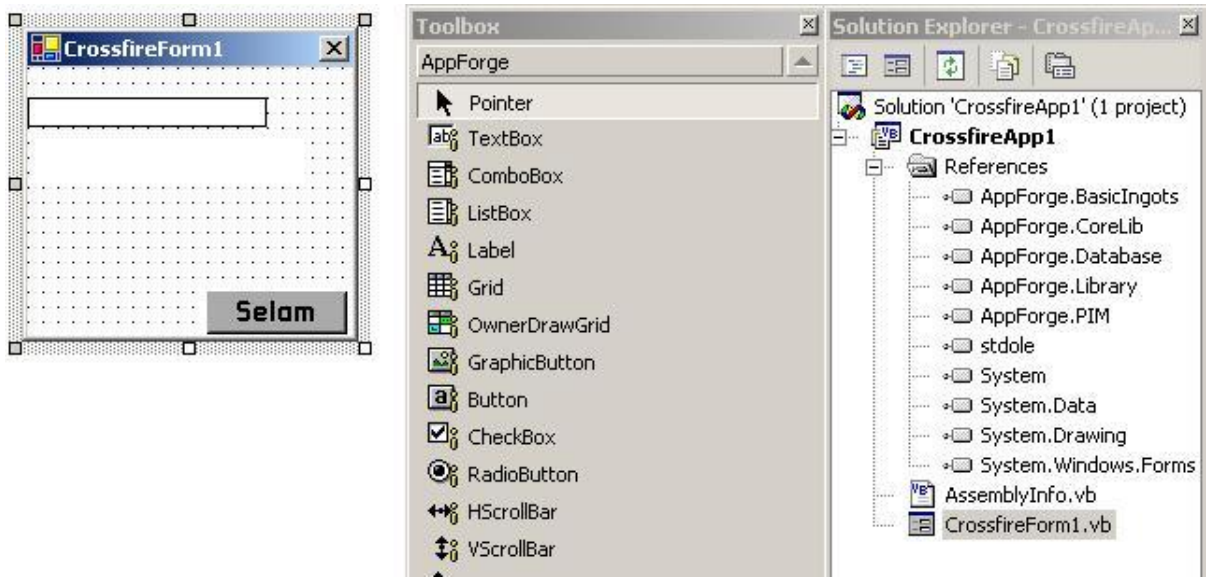 CrossfireForm1
Selam
Toolbox
AppForge
Pointer
TextBox
ComboBox
ListBox
Label
Grid
OwnerDrawGrid
GraphicButton
Button
CheckBox
RadioButton
HScrollBar
VScrollBar
Solution Explorer - CrossfireAp...
Solution 'CrossfireApp1' (1 project)
CrossfireApp1
References
AppForge.BasicIngots
AppForge.CoreLib
AppForge.Database
AppForge.Library
AppForge.PIM
stdole
System
System.Data
System.Drawing
System.Windows.Forms
AssemblyInfo.vb
CrossfireForm1.vb